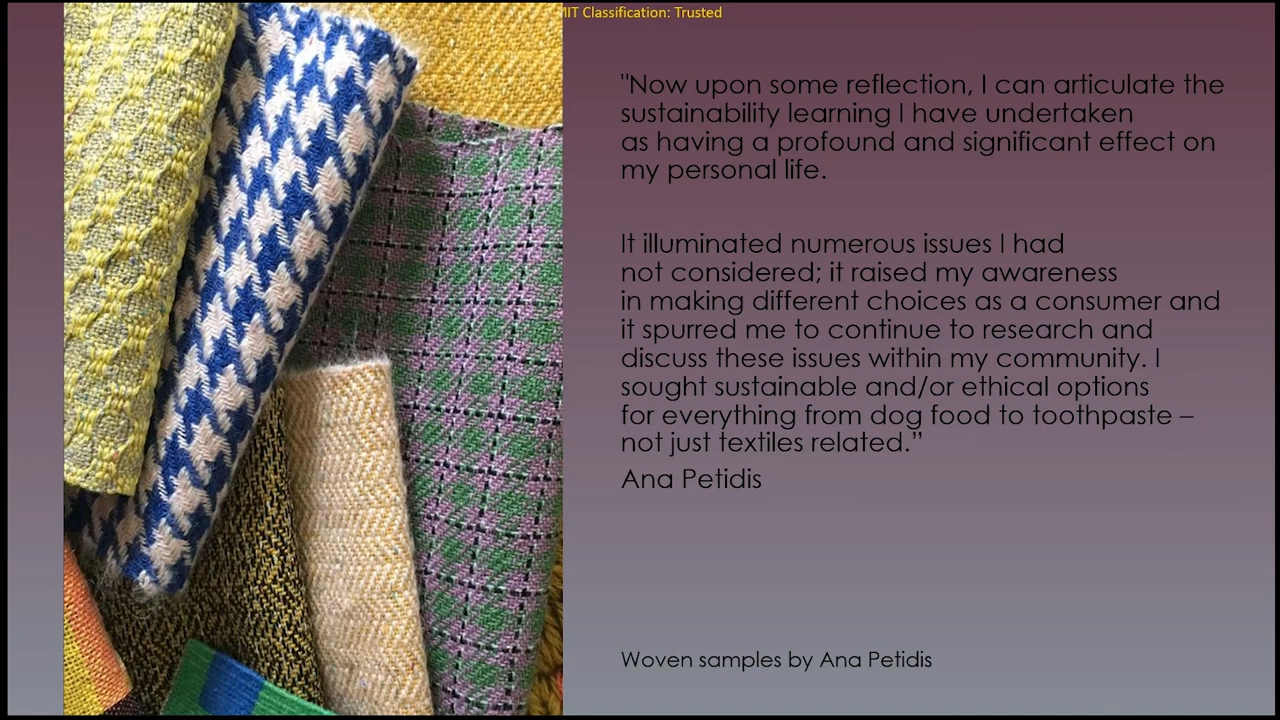 MIT Classification: Trusted
"Now upon some reflection, I can articulate the
sustainability learning I have undertaken
as having a profound and significant effect on
my personal life.
It illuminated numerous issues I had
not considered; it raised my awareness
in making different choices as a consumer and
it spurred me to continue to research and
discuss these issues within my community. I
sought sustainable and/or ethical options
for everything from dog food to toothpaste –
not just textiles related.”
Ana Petidis
Woven samples by Ana Petidis